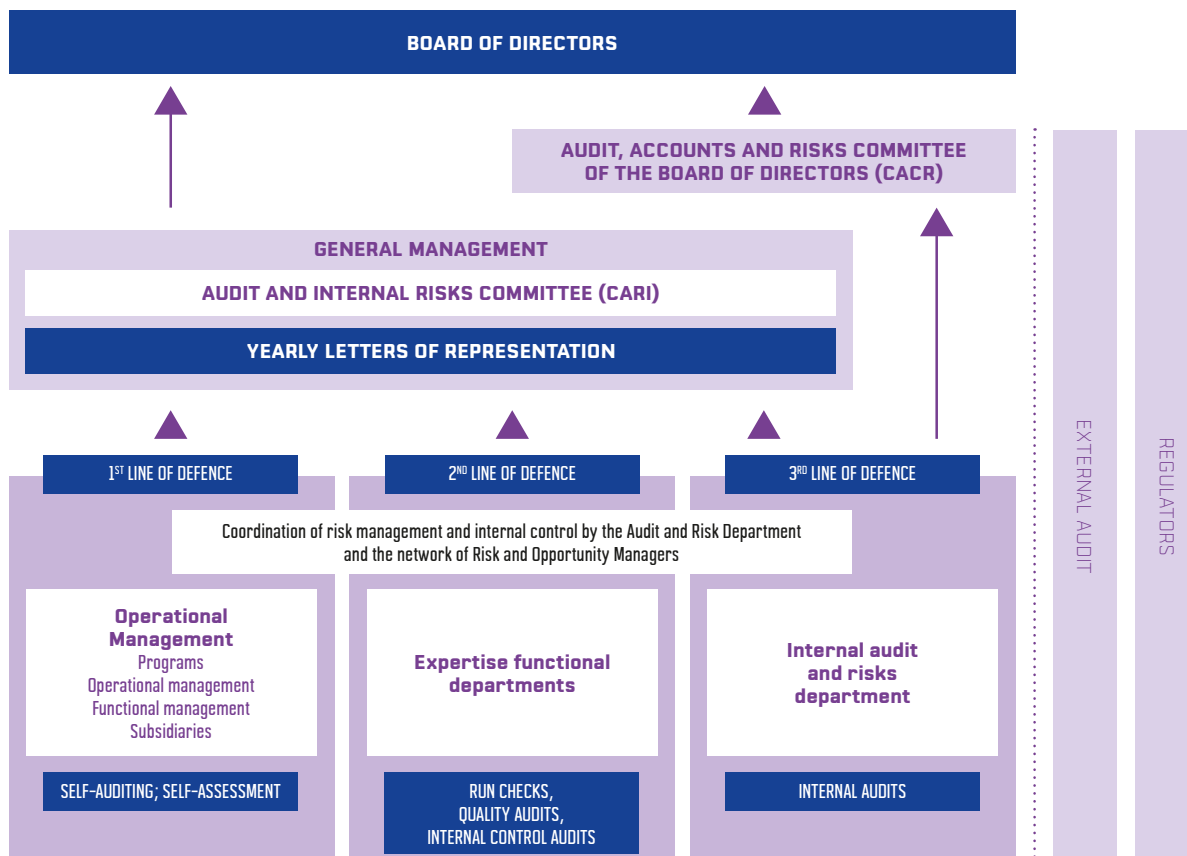 BOARD OF DIRECTORS
AUDIT, ACCOUNTS AND RISKS COMMITTEE
OF THE BOARD OF DIRECTORS (CACR)
GENERAL MANAGEMENT
AUDIT AND INTERNAL RISKS COMMITTEE (CARI)
YEARLY LETTERS OF REPRESENTATION
1ST LINE OF DEFENCE
2ND LINE OF DEFENCE
3RD LINE OF DEFENCE
Coordination of risk management and internal control by the Audit and Risk Department
and the network of Risk and Opportunity Managers
Operational
Management
Programs
Operational management
Functional management
Subsidiaries
Expertise functional
departments
Internal audit
and risks
department
SELF-AUDITING; SELF-ASSESSMENT
RUN CHECKS,
QUALITY AUDITS,
INTERNAL CONTROL AUDITS
INTERNAL AUDITS
EXTERNAL AUDIT
REGULATORS